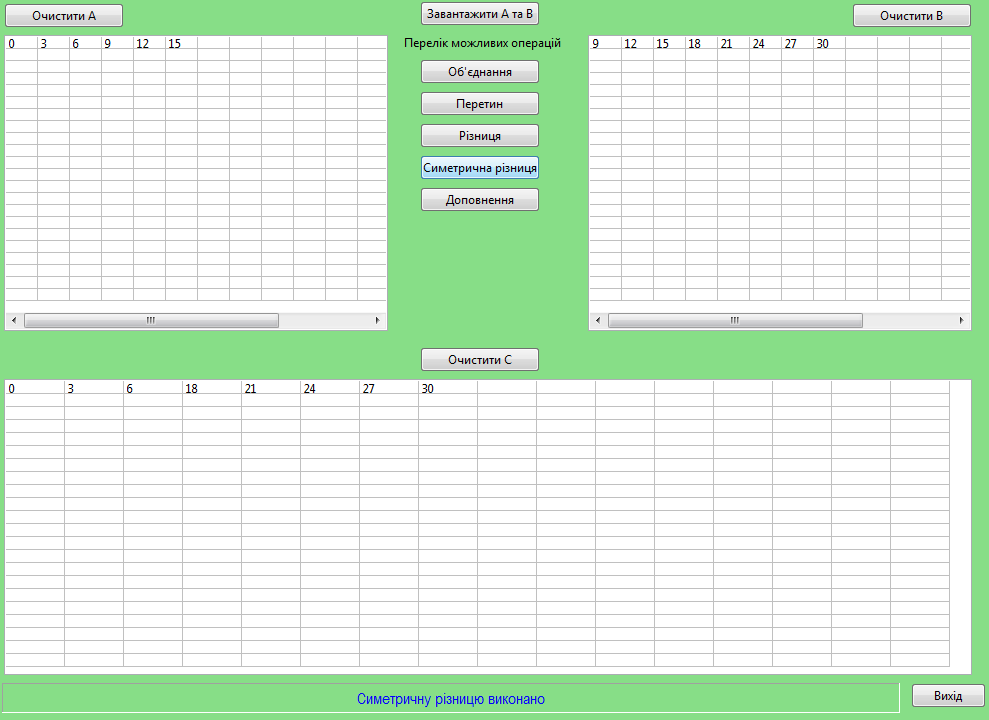 Очистити А
Завантажити А та В
Очистити В
0 3 6 9 12 15
Перелік можливих операцій
9 12 15 18 21 24 27 30
Об'єднання
Перетин
Різниця
Симетрична різниця
Доповнення
Очистити С
0 3 6 18 21 24 27 30
Симетричну різницю виконано
Вихід